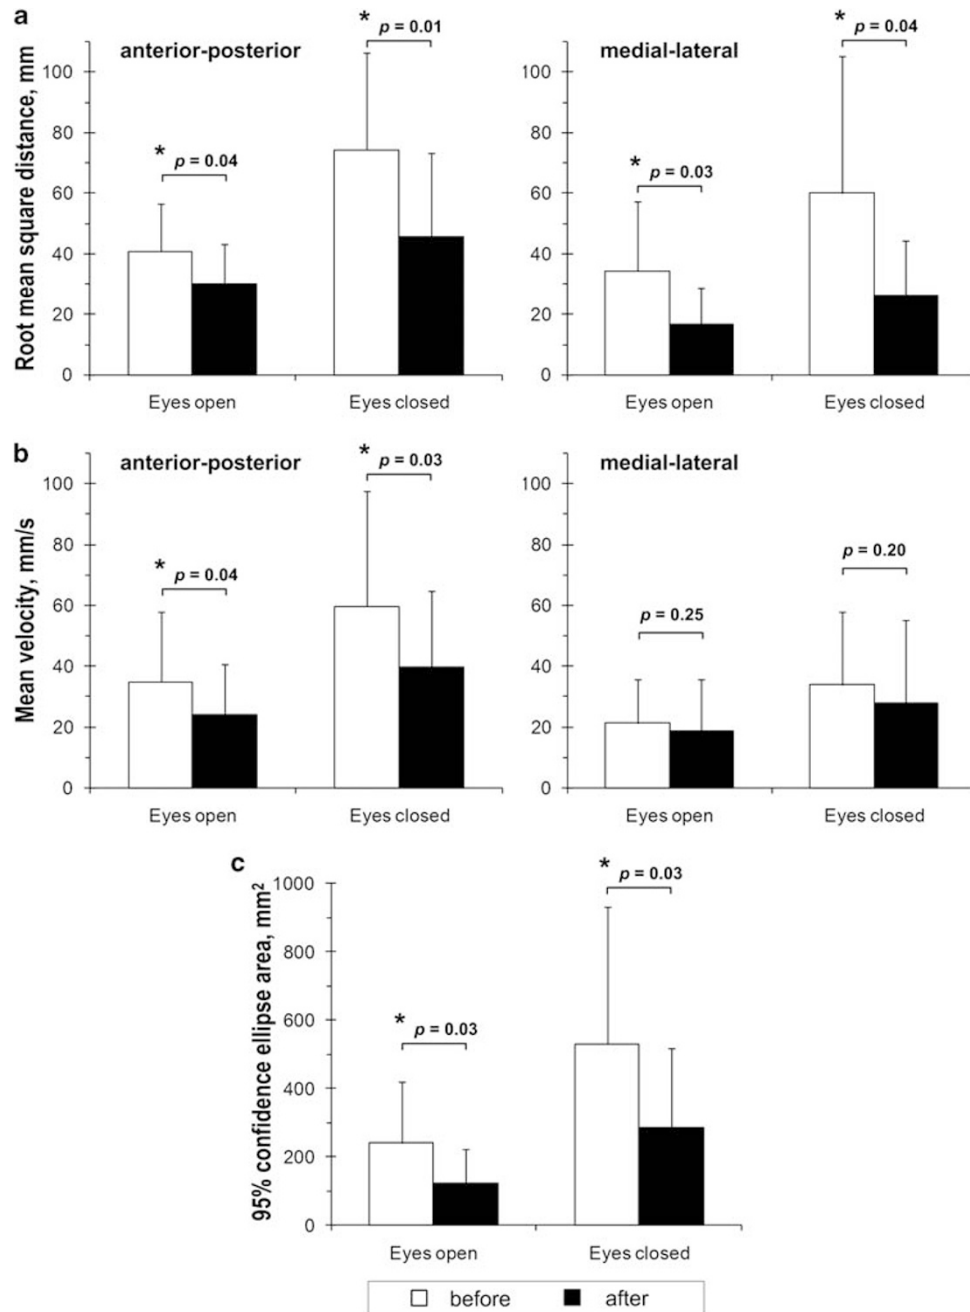 a
anterior-posterior
* p = 0.01
* p = 0.04
Root mean square distance, mm
100
80
60
40
20
0
Eyes open Eyes closed
medial-lateral
* p = 0.04
* p = 0.03
100
80
60
40
20
0
Eyes open Eyes closed
b
anterior-posterior
* p = 0.03
* p = 0.04
Mean velocity, mm/s
100
80
60
40
20
0
Eyes open Eyes closed
medial-lateral
p = 0.20
p = 0.25
100
80
60
40
20
0
Eyes open Eyes closed
c
* p = 0.03
* p = 0.03
95% confidence ellipse area, mm²
1000
800
600
400
200
0
Eyes open Eyes closed
before after